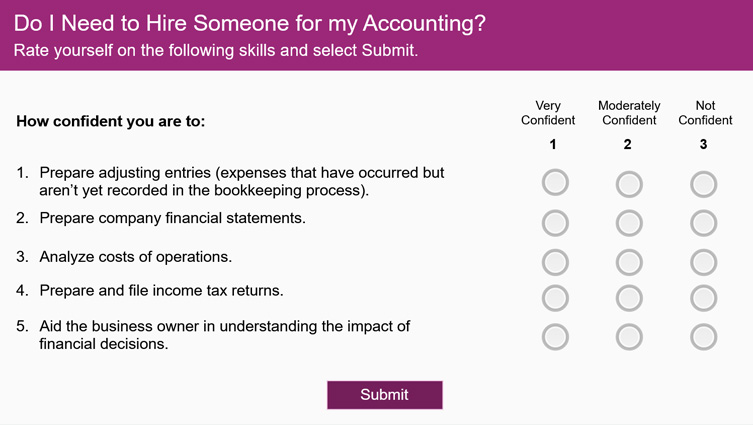 Do I Need to Hire Someone for my Accounting?
Rate yourself on the following skills and select Submit.
How confident you are to:
Very Confident
Moderately Confident
Not Confident
1 2 3
1. Prepare adjusting entries (expenses that have occurred but
aren’t yet recorded in the bookkeeping process).
2. Prepare company financial statements.
3. Analyze costs of operations.
4. Prepare and file income tax returns.
5. Aid the business owner in understanding the impact of
financial decisions.
Submit